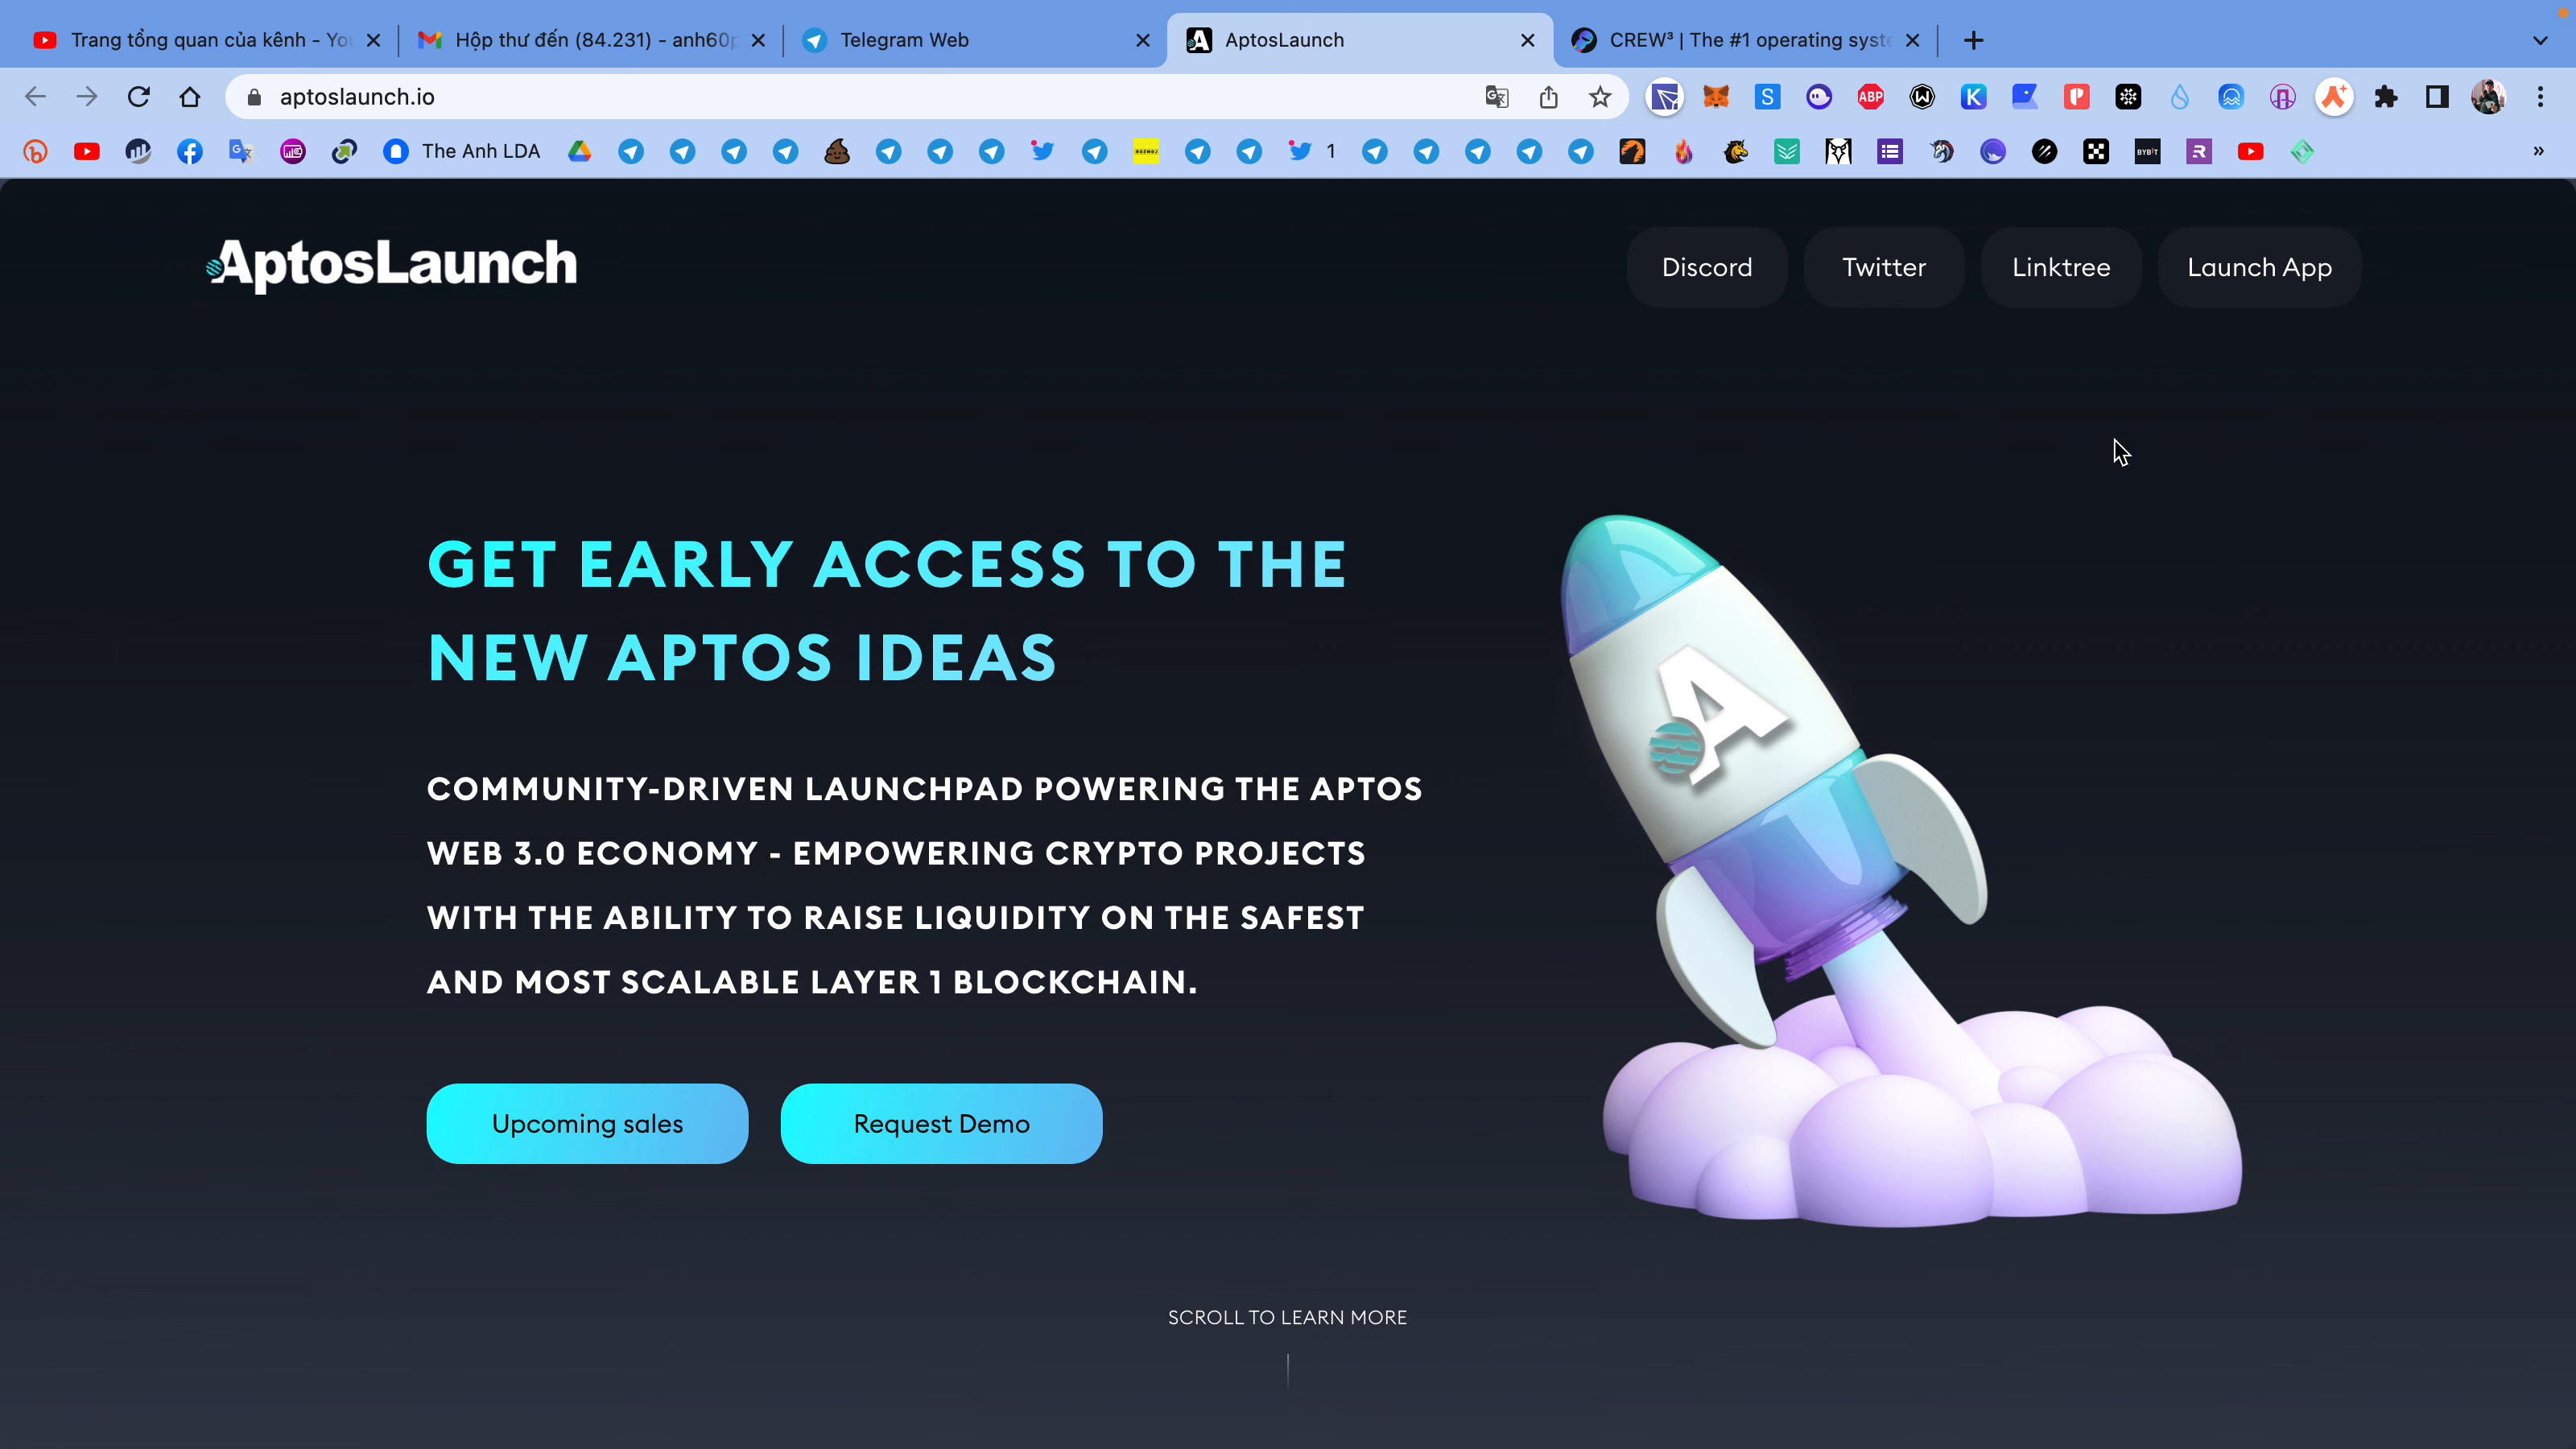 Trang tổng quan của kênh - You
Hộp thư đến (84.231) - anh60p
Telegram Web
AptosLaunch
CREW³ | The #1 operating syste
aptoslaunch.io
The Anh LDA
1
AptosLaunch
Discord
Twitter
Linktree
Launch App
GET EARLY ACCESS TO THE
NEW APTOS IDEAS
COMMUNITY-DRIVEN LAUNCHPAD POWERING THE APTOS
WEB 3.0 ECONOMY - EMPOWERING CRYPTO PROJECTS
WITH THE ABILITY TO RAISE LIQUIDITY ON THE SAFEST
AND MOST SCALABLE LAYER 1 BLOCKCHAIN.
Upcoming sales
Request Demo
SCROLL TO LEARN MORE